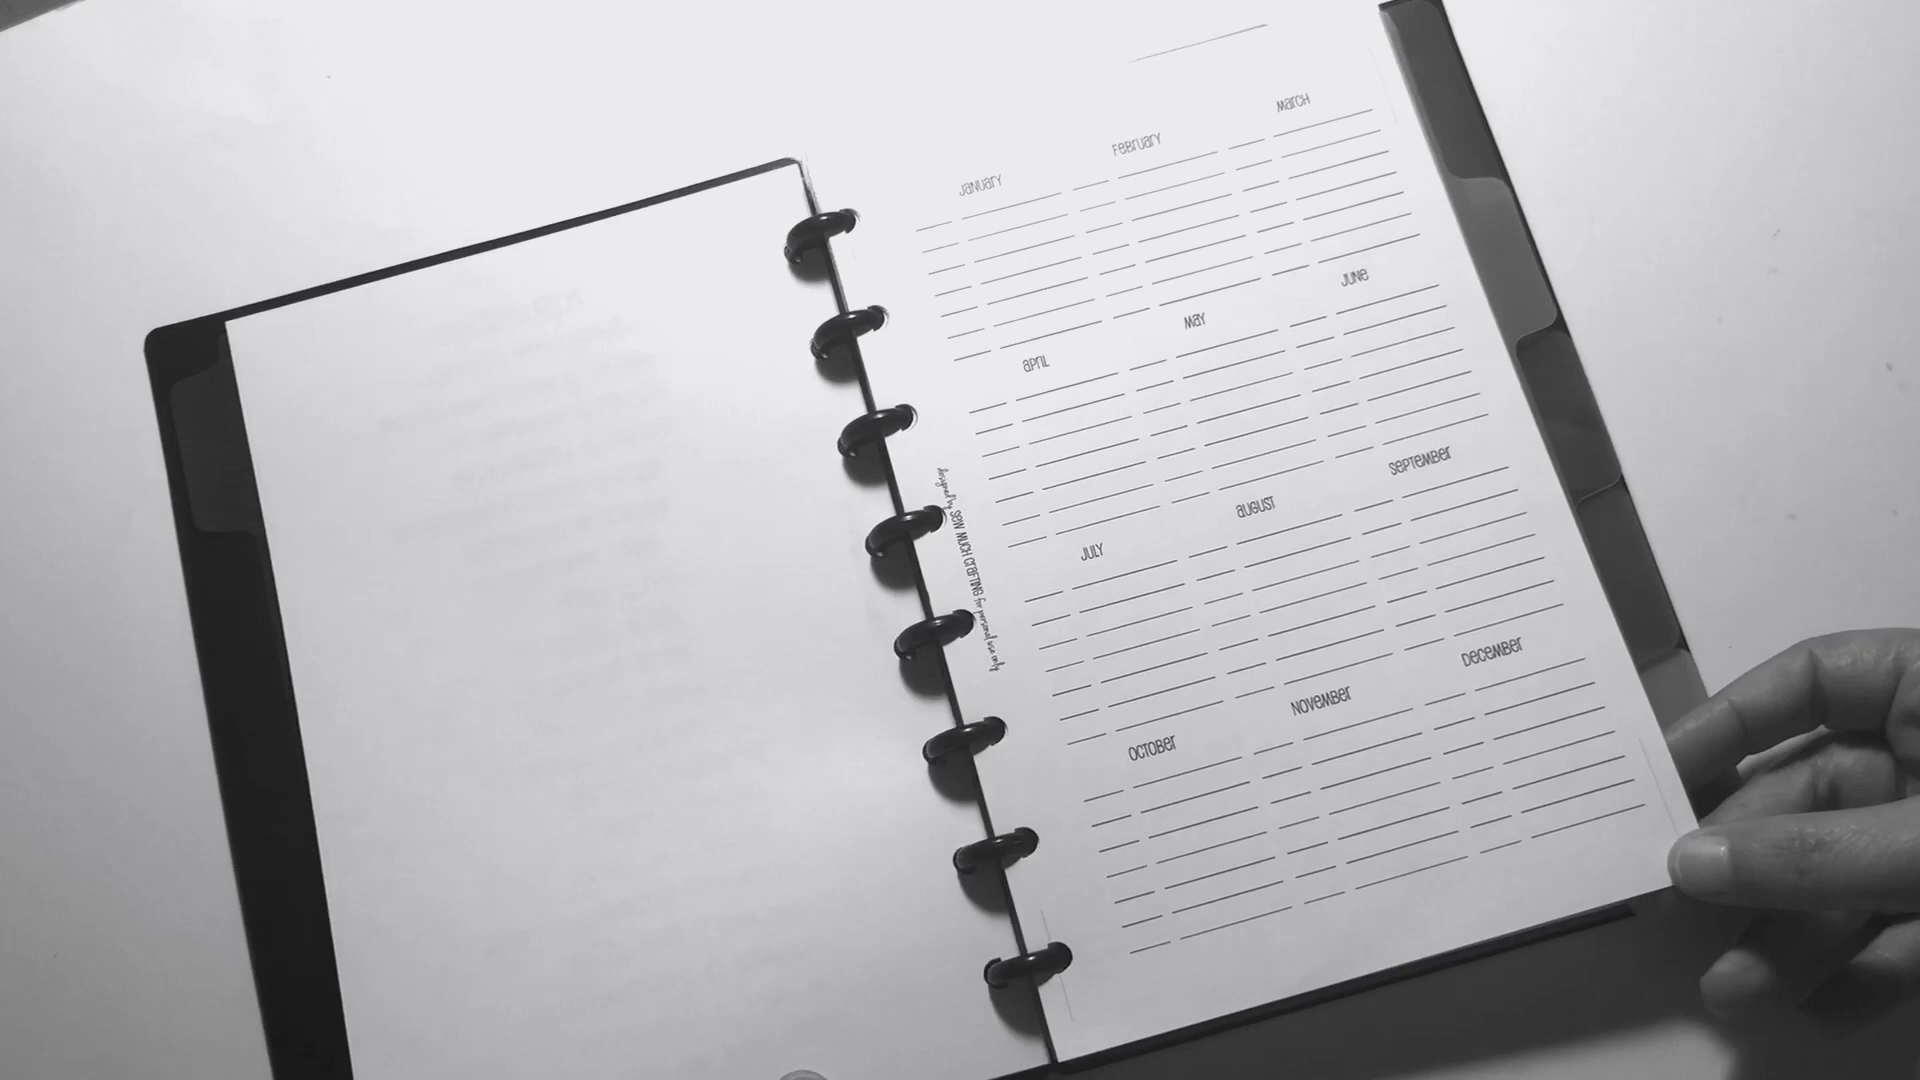 January
February
March
April
May
June
July
August
September
October
November
December
designed by Sew Much Crafting for personal use only